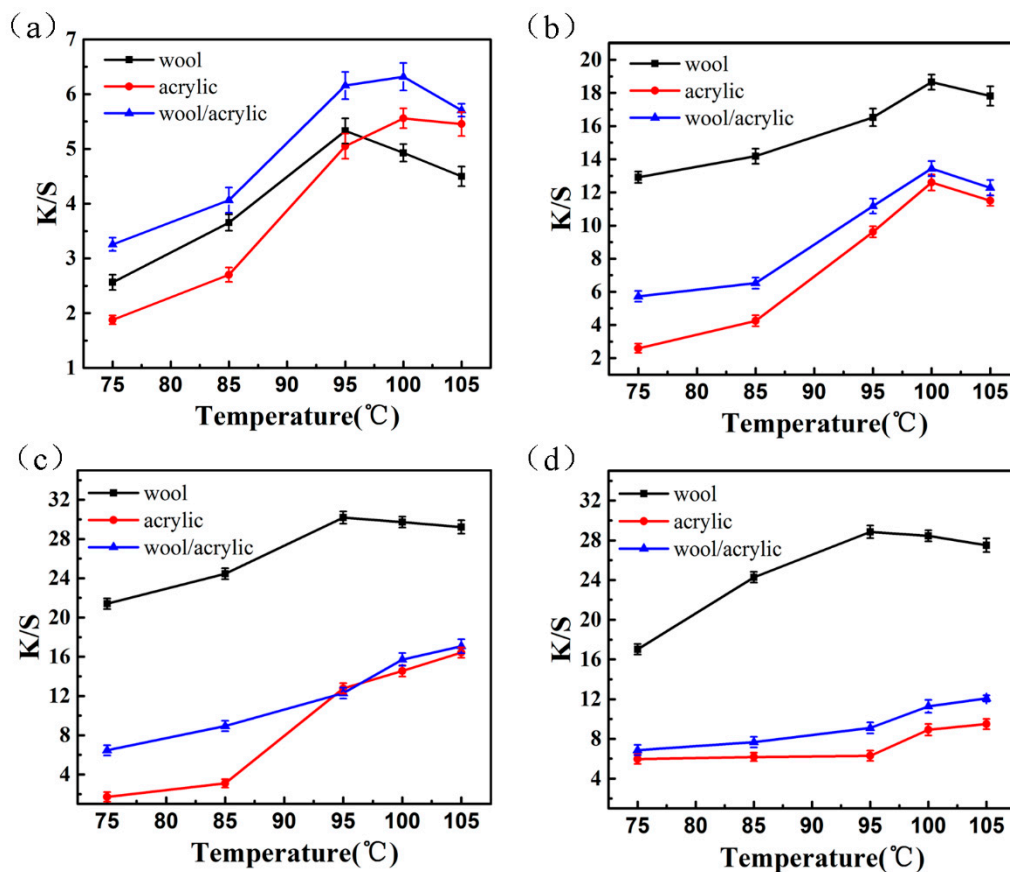 (a)
7
6
5
4
3
2
1
K/S
wool
acrylic
wool/acrylic
75 80 85 90 95 100 105
Temperature(℃)
(b)
20
18
16
14
12
10
8
6
4
2
K/S
wool
acrylic
wool/acrylic
75 80 85 90 95 100 105
Temperature(℃)
(c)
32
28
24
20
16
12
8
4
K/S
wool
acrylic
wool/acrylic
75 80 85 90 95 100 105
Temperature(℃)
(d)
32
28
24
20
16
12
8
4
K/S
wool
acrylic
wool/acrylic
75 80 85 90 95 100 105
Temperature(℃)